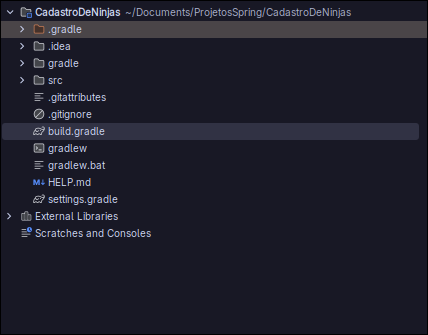 CadastroDeNinjas ~/Documents/ProjetosSpring/CadastroDeNinjas
.gradle
.idea
gradle
src
.gitattributes
.gitignore
build.gradle
gradlew
gradlew.bat
M↓ HELP.md
settings.gradle
External Libraries
Scratches and Consoles